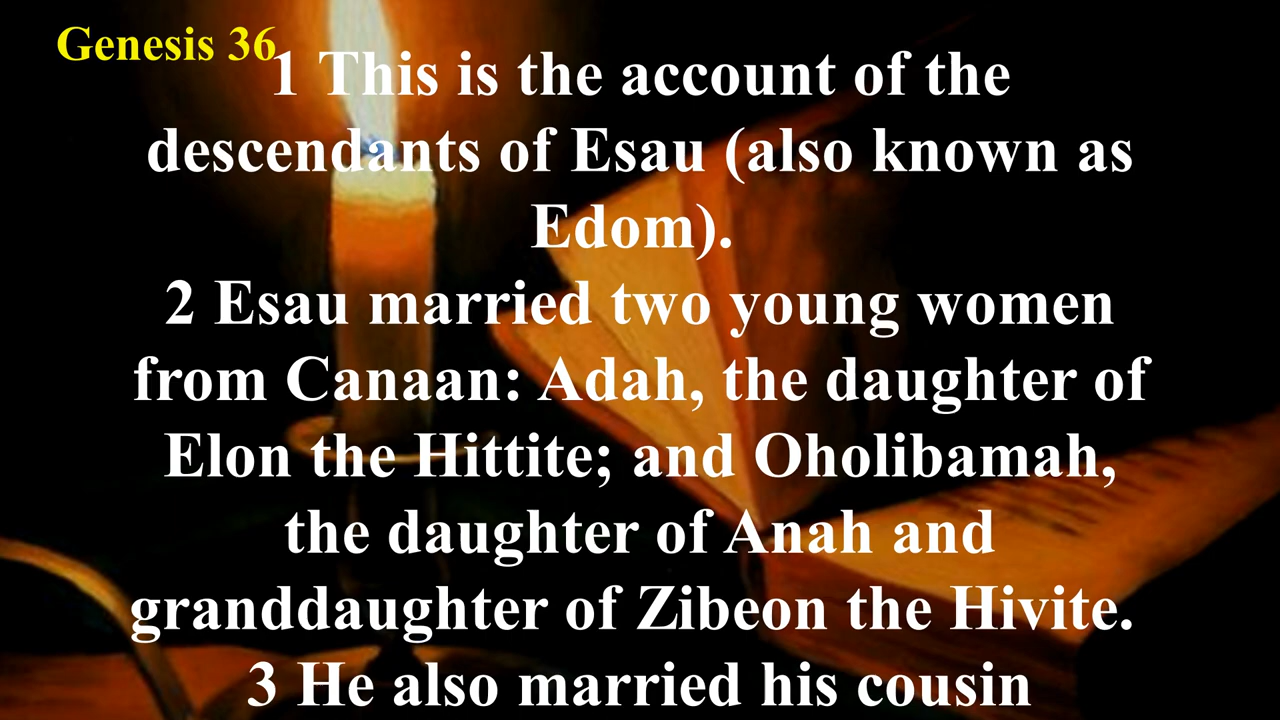 Genesis 36
1 This is the account of the
descendants of Esau (also known as
Edom).
2 Esau married two young women
from Canaan: Adah, the daughter of
Elon the Hittite; and Oholibamah,
the daughter of Anah and
granddaughter of Zibeon the Hivite.
3 He also married his cousin